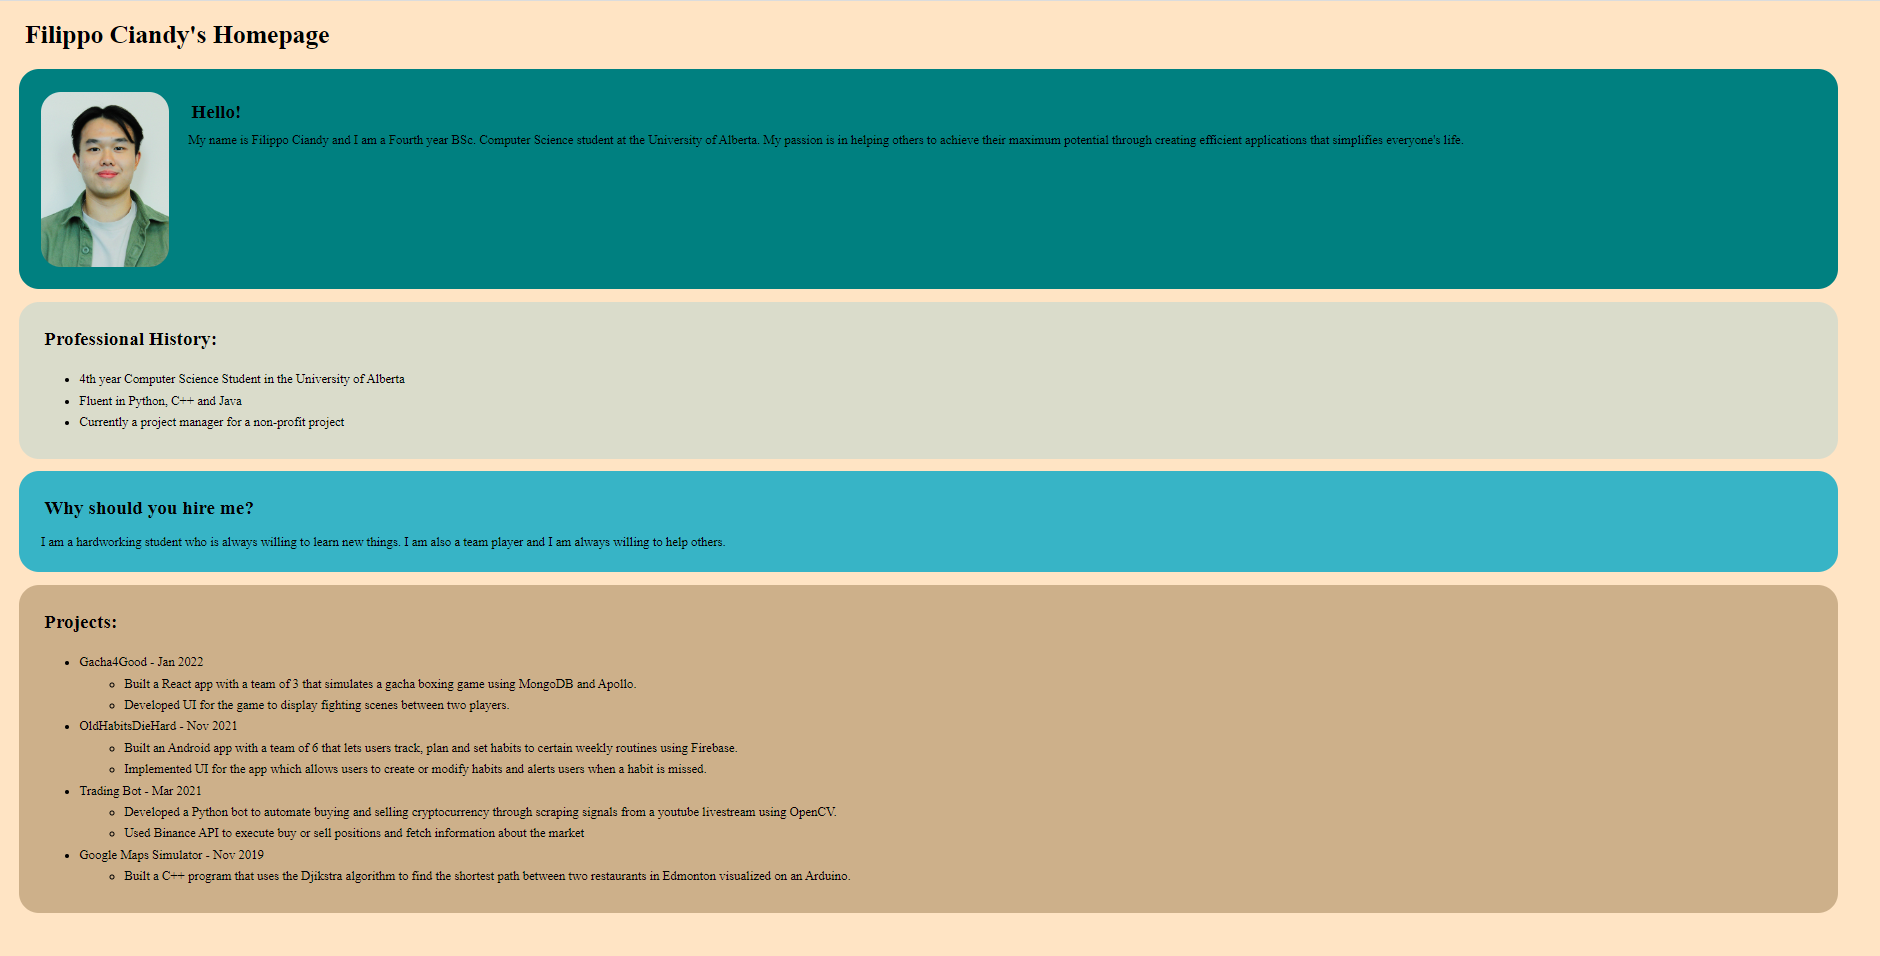 Filippo Ciandy's Homepage
Hello!
My name is Filippo Ciandy and I am a Fourth year BSc. Computer Science student at the University of Alberta. My passion is in helping others to achieve their maximum potential through creating efficient applications that simplifies everyone's life.
Professional History:
4th year Computer Science Student in the University of Alberta
Fluent in Python, C++ and Java
Currently a project manager for a non-profit project
Why should you hire me?
I am a hardworking student who is always willing to learn new things. I am also a team player and I am always willing to help others.
Projects:
Gacha4Good - Jan 2022
Built a React app with a team of 3 that simulates a gacha boxing game using MongoDB and Apollo.
Developed UI for the game to display fighting scenes between two players.
OldHabitsDieHard - Nov 2021
Built an Android app with a team of 6 that lets users track, plan and set habits to certain weekly routines using Firebase.
Implemented UI for the app which allows users to create or modify habits and alerts users when a habit is missed.
Trading Bot - Mar 2021
Developed a Python bot to automate buying and selling cryptocurrency through scraping signals from a youtube livestream using OpenCV.
Used Binance API to execute buy or sell positions and fetch information about the market
Google Maps Simulator - Nov 2019
Built a C++ program that uses the Djikstra algorithm to find the shortest path between two restaurants in Edmonton visualized on an Arduino.